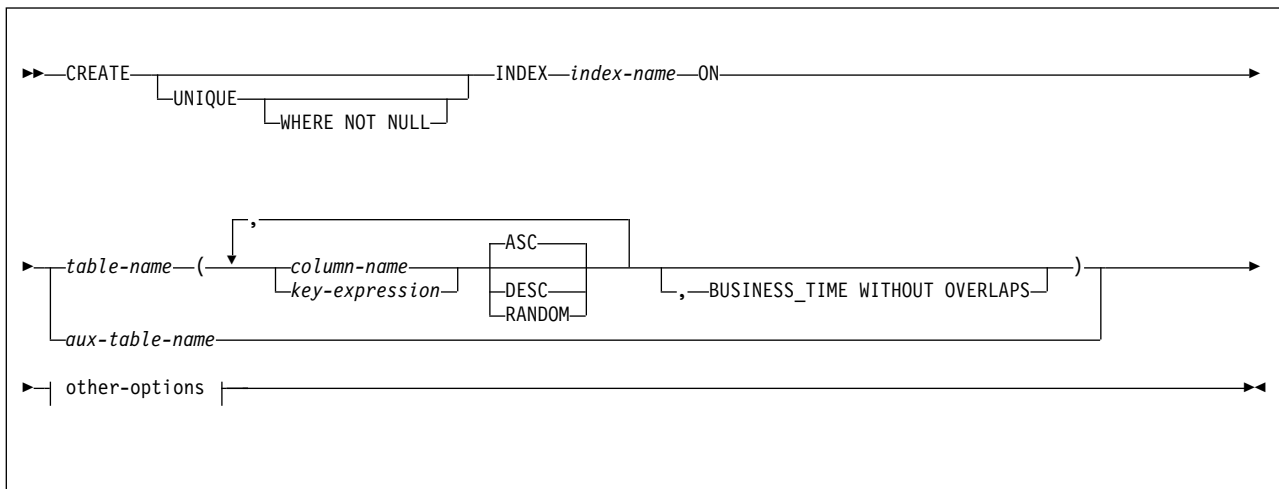 CREATE INDEX index-name ON
UNIQUE
WHERE NOT NULL
,
ASC
table-name ( column-name )
key-expression DESC , BUSINESS_TIME WITHOUT OVERLAPS
RANDOM
aux-table-name
other-options